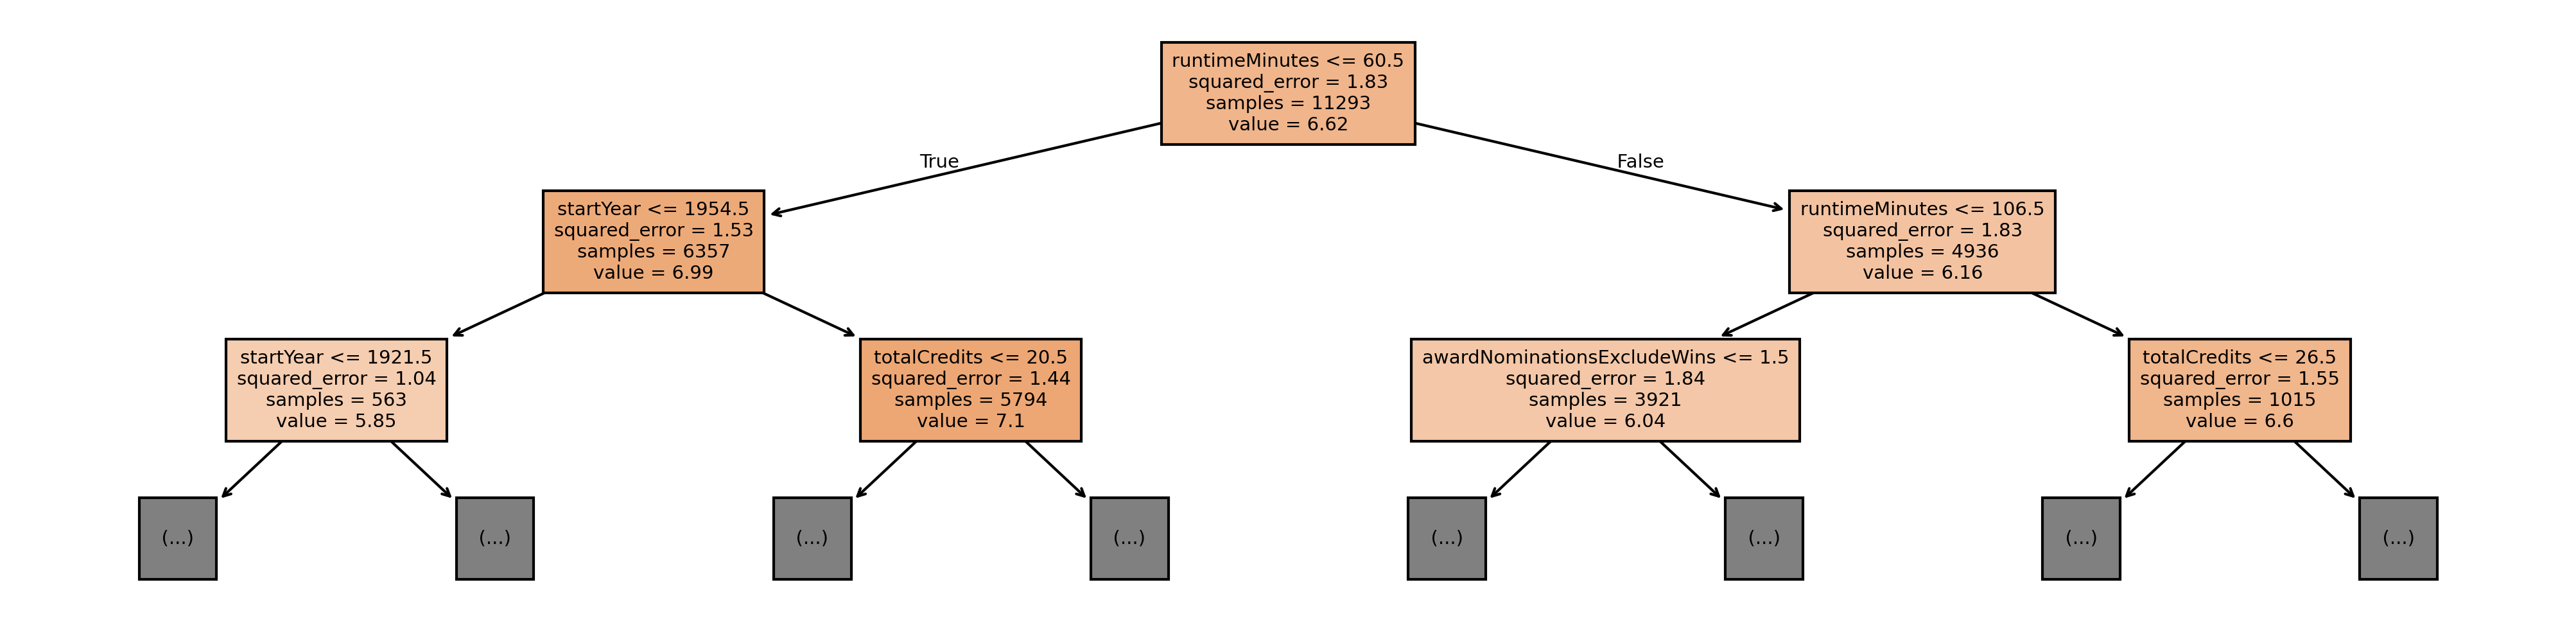 runtimeMinutes <= 60.5
squared_error = 1.83
samples = 11293
value = 6.62
True
False
startYear <= 1954.5
squared_error = 1.53
samples = 6357
value = 6.99
runtimeMinutes <= 106.5
squared_error = 1.83
samples = 4936
value = 6.16
startYear <= 1921.5
squared_error = 1.04
samples = 563
value = 5.85
totalCredits <= 20.5
squared_error = 1.44
samples = 5794
value = 7.1
awardNominationsExcludeWins <= 1.5
squared_error = 1.84
samples = 3921
value = 6.04
totalCredits <= 26.5
squared_error = 1.55
samples = 1015
value = 6.6
(...)
(...)
(...)
(...)
(...)
(...)
(...)
(...)